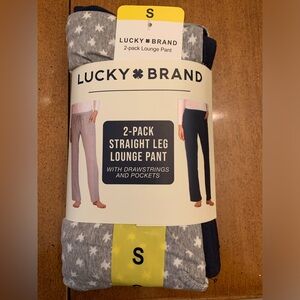 S
LUCKY BRAND
2-pack Lounge Pant
LUCKY BRAND
2-PACK
STRAIGHT LEG
LOUNGE PANT
WITH DRAWSTRINGS
AND POCKETS
S